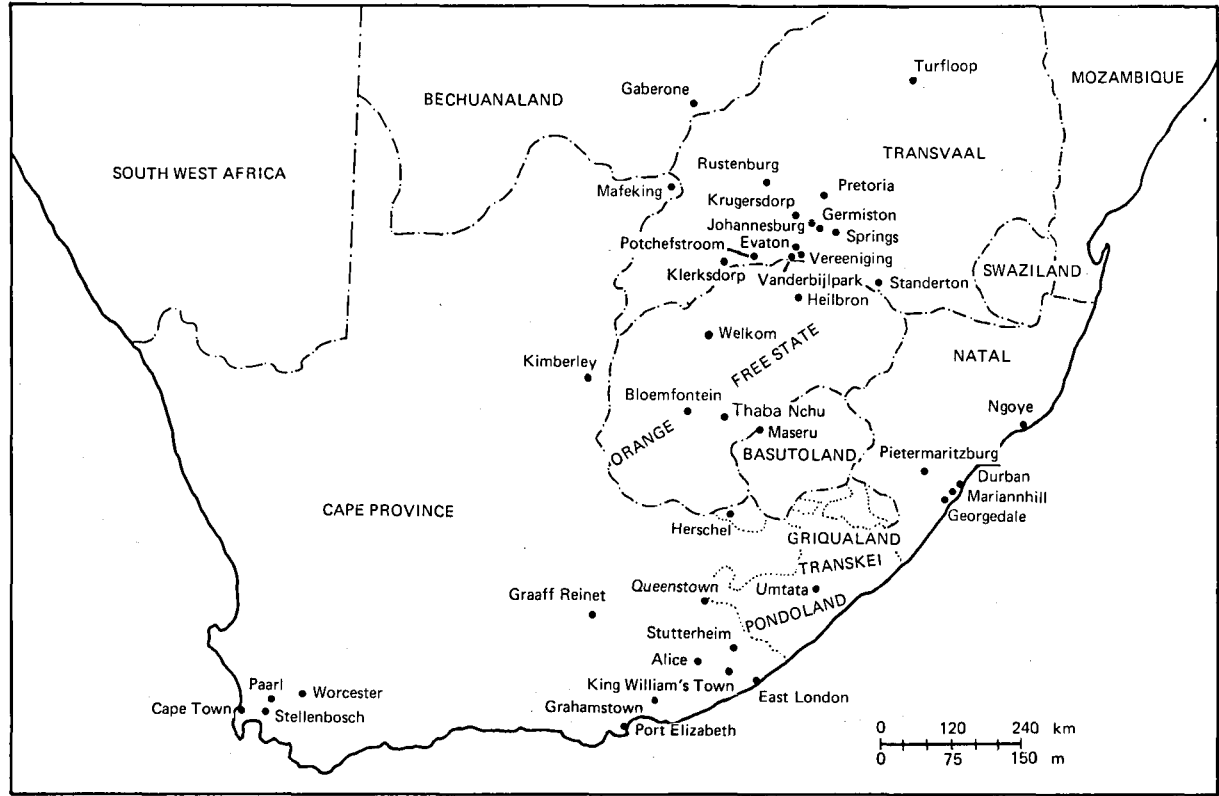 Turfloop
MOZAMBIQUE
BECHUANALAND
Gaberone
TRANSVAAL
SOUTH WEST AFRICA
Rustenburg
Mafeking
Pretoria
Krugersdorp
Germiston
Johannesburg
Springs
Potchefstroom
Evaton
Vereeniging
Klerksdorp
SWAZILAND
Vanderbijlpark
Standerton
Heilbron
Welkom
FREE STATE
NATAL
Kimberley
Bloemfontein
Thaba Nchu
Ngoye
Maseru
ORANGE
BASUTOLAND
Pietermaritzburg
Durban
Mariannhill
CAPE PROVINCE
Georgedale
Herschel
GRIQUALAND
TRANSKEI
Queenstown
Umtata
Graaff Reinet
PONDOLAND
Stutterheim
Alice
King William's Town
Paarl
Worcester
East London
Cape Town
Stellenbosch
Grahamstown
Port Elizabeth
0 120 240 km
0 75 150 m